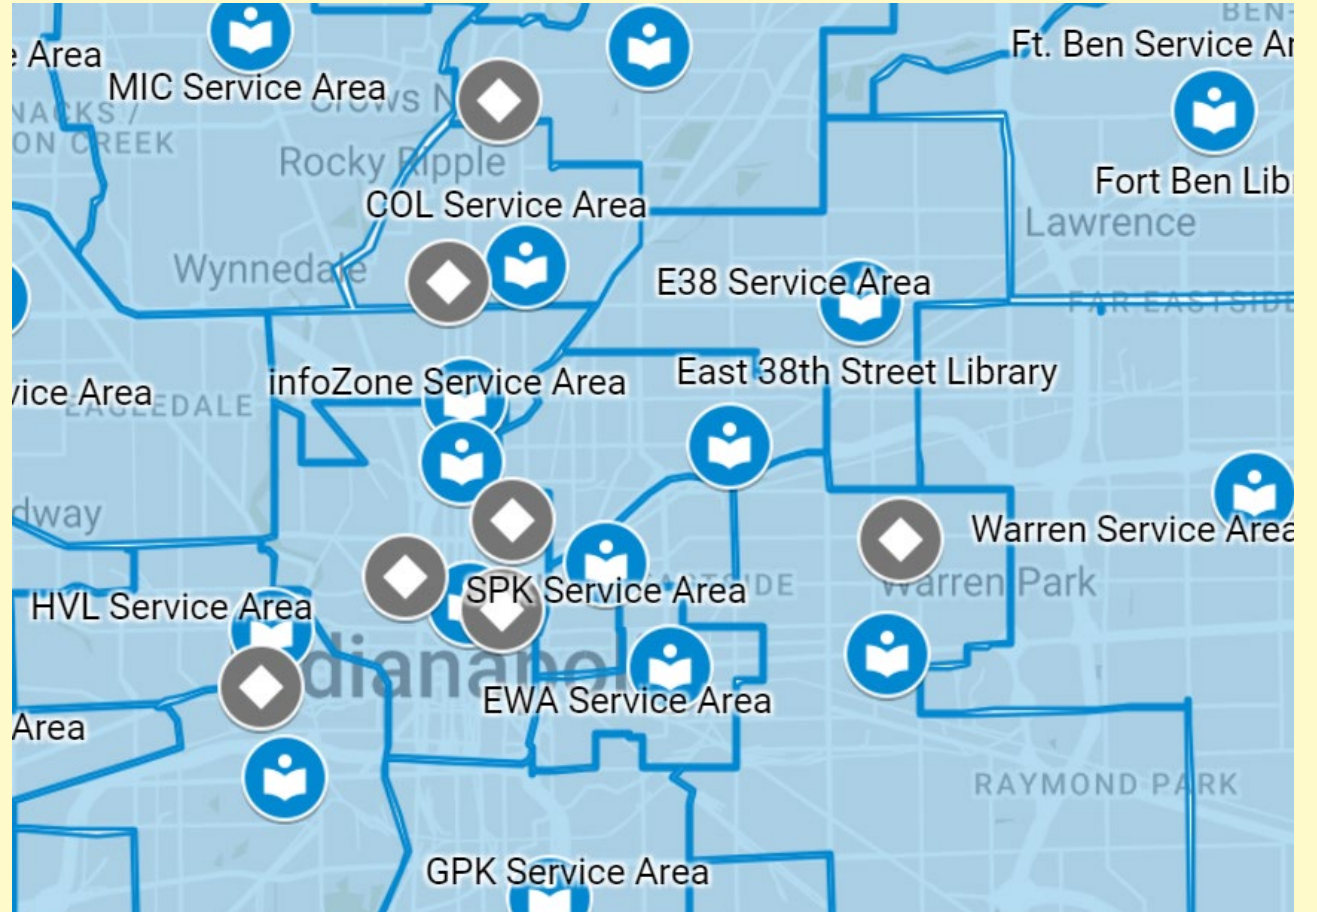 BEN-
Ft. Ben Service Ar
e Area
MIC Service Area
NACKS /
ON CREEK
Crows N
Rocky Ripple
Fort Ben Libr
COL Service Area
Lawrence
Wynnedale
E38 Service Area
FAR EASTSIDE
East 38th Street Library
infoZone Service Area
vice Area
EAGLEDALE
dway
Warren Service Area
SPK Service Area
EASTSIDE
Warren Park
HVL Service Area
dianapol
EWA Service Area
Area
RAYMOND PARK
GPK Service Area